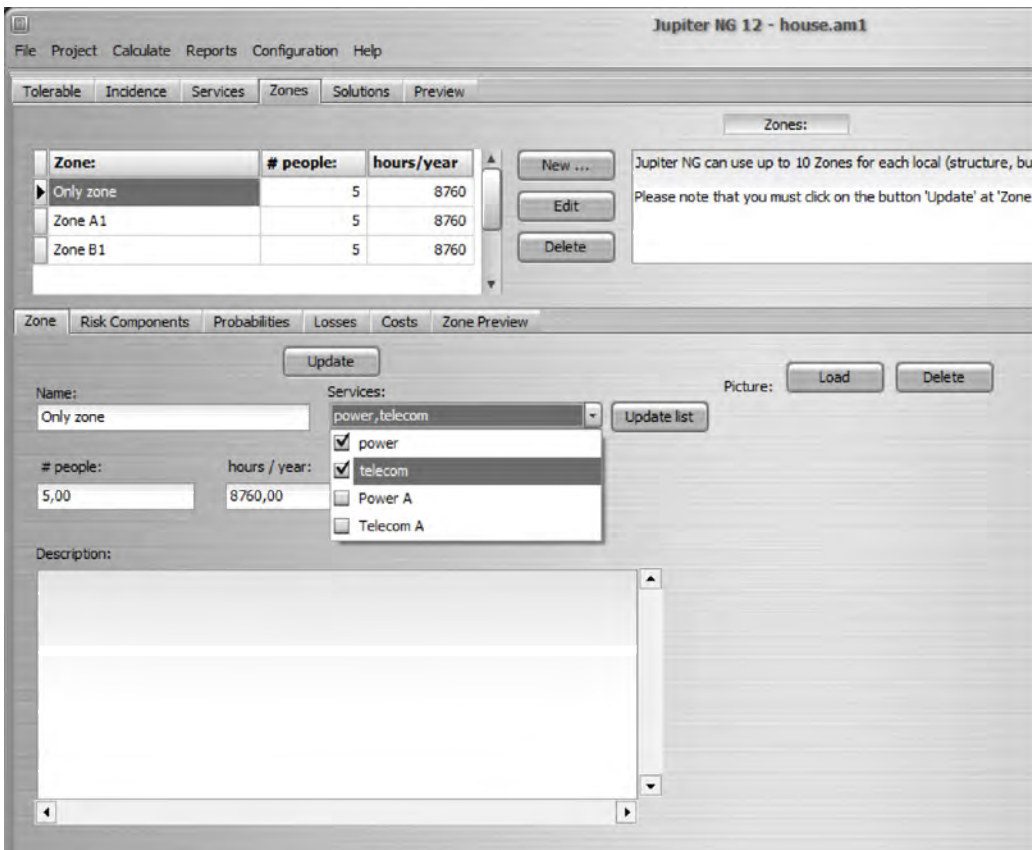 Jupiter NG 12 - house.am1
File Project Calculate Reports Configuration Help
Tolerable Incidence Services Zones Solutions Preview
Zones:
Zone: # people: hours/year
Only zone 5 8760
Zone A1 5 8760
Zone B1 5 8760
New ...
Edit
Delete
Jupiter NG can use up to 10 Zones for each local (structure, bu
Please note that you must click on the button 'Update' at 'Zone
Zone Risk Components Probabilities Losses Costs Zone Preview
Update
Name:
Only zone
Services:
power,telecom
Update list
power
telecom
Power A
Telecom A
Picture: Load Delete
# people: hours / year:
5,00 8760,00
Description: